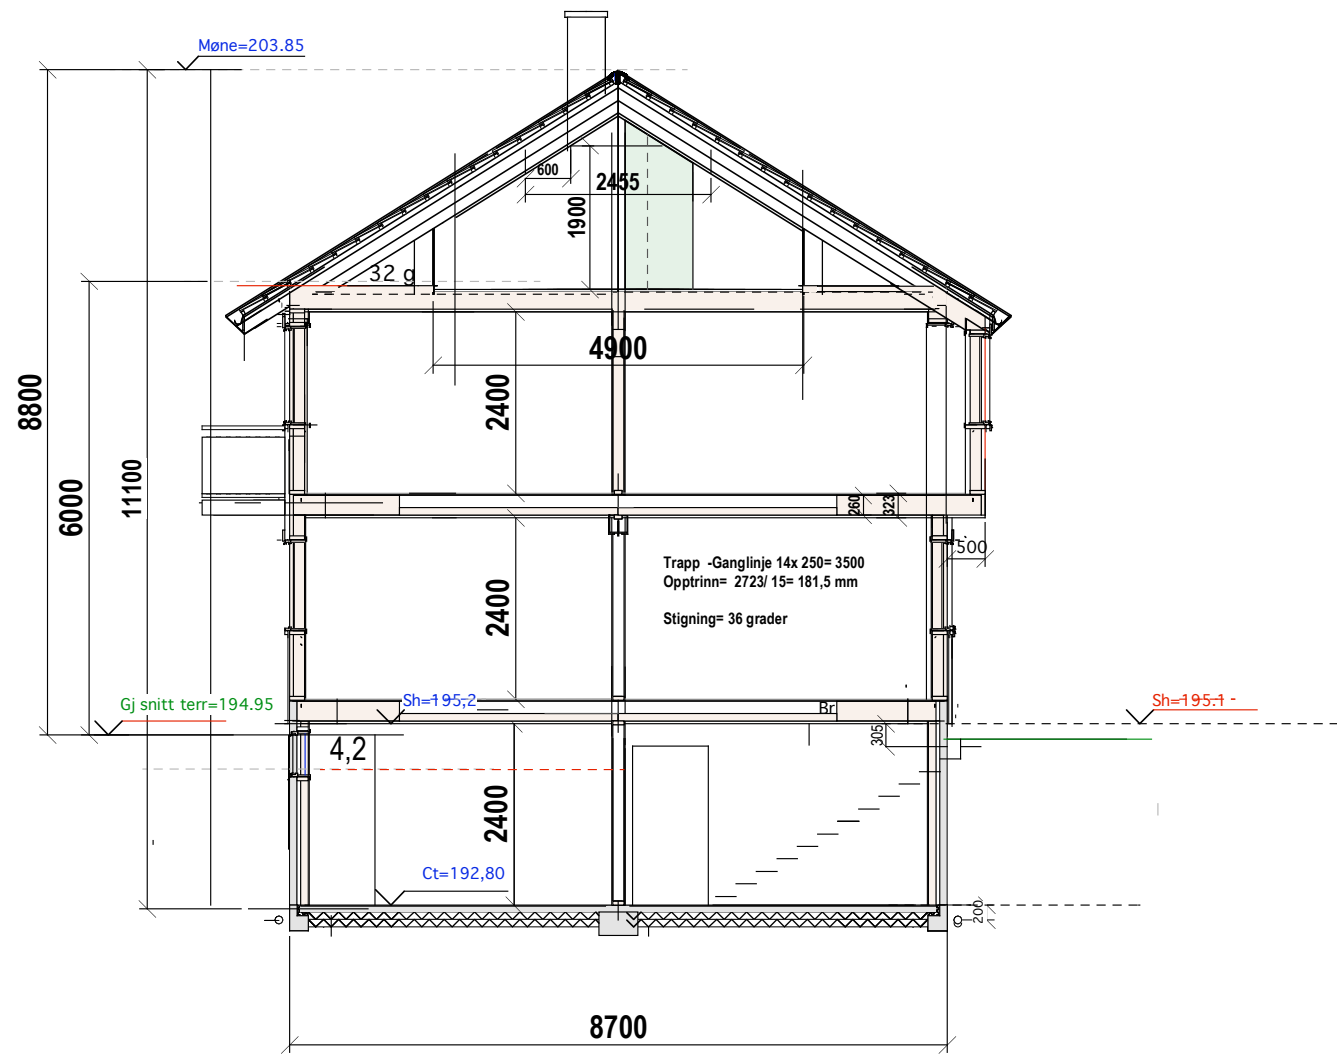 Møne=203.85
600
2455
1900
32 g
4900
8800
2400
6000
11100
260
323
500
Trapp -Ganglinje 14x 250= 3500
Opptrinn= 2723/ 15= 181,5 mm
Stigning= 36 grader
2400
Gj snitt terr=194.95
Sh=195,2
Sh=195.1
Br
305
4,2
2400
Ct=192,80
200
8700